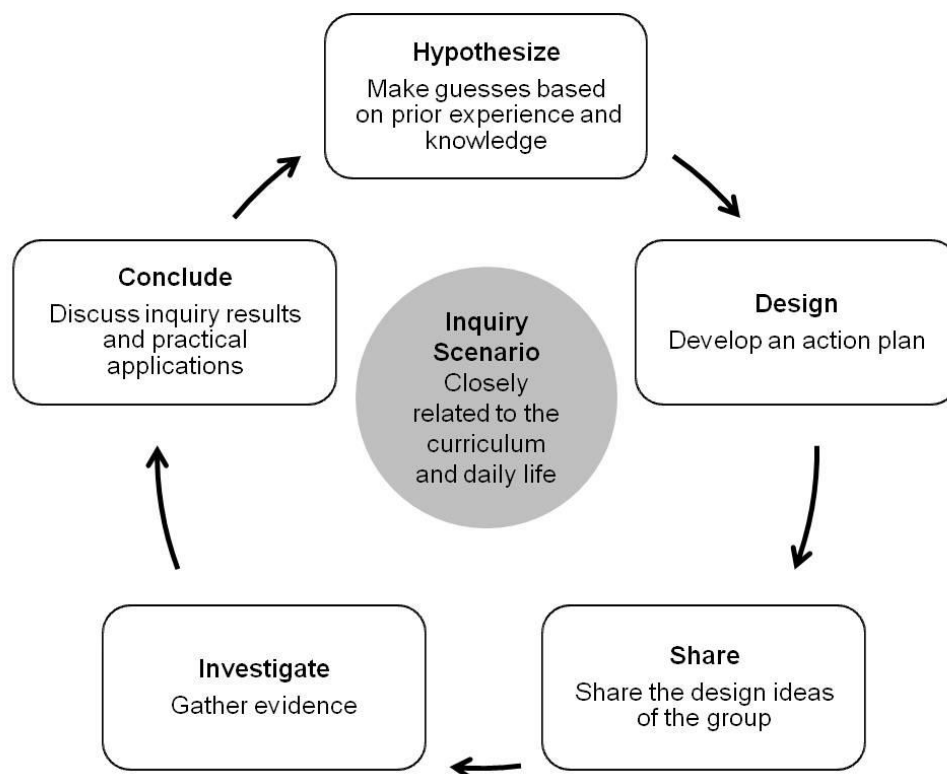 Hypothesize
Make guesses based
on prior experience and
knowledge
Design
Develop an action plan
Share
Share the design ideas
of the group
Investigate
Gather evidence
Conclude
Discuss inquiry results
and practical
applications
Inquiry
Scenario
Closely
related to the
curriculum
and daily life